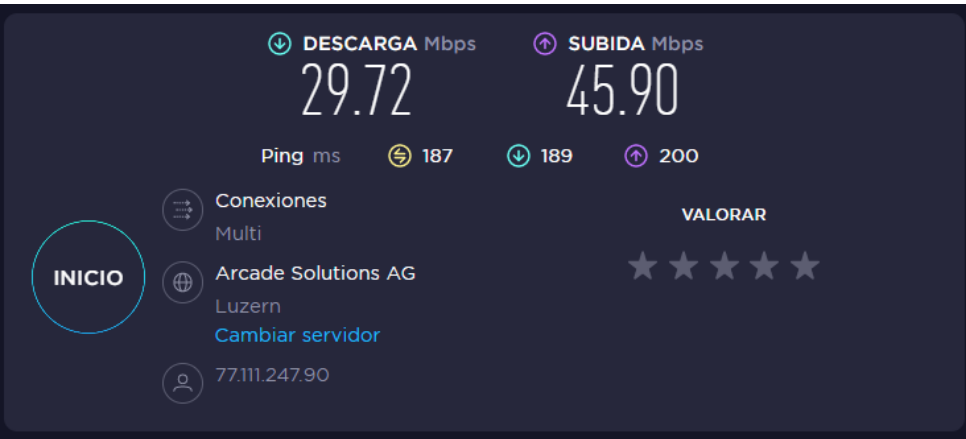 DESCARGA Mbps
29.72
SUBIDA Mbps
45.90
Ping ms 187 189 200
INICIO
Conexiones
Multi
Arcade Solutions AG
Luzern
Cambiar servidor
77.111.247.90
VALORAR